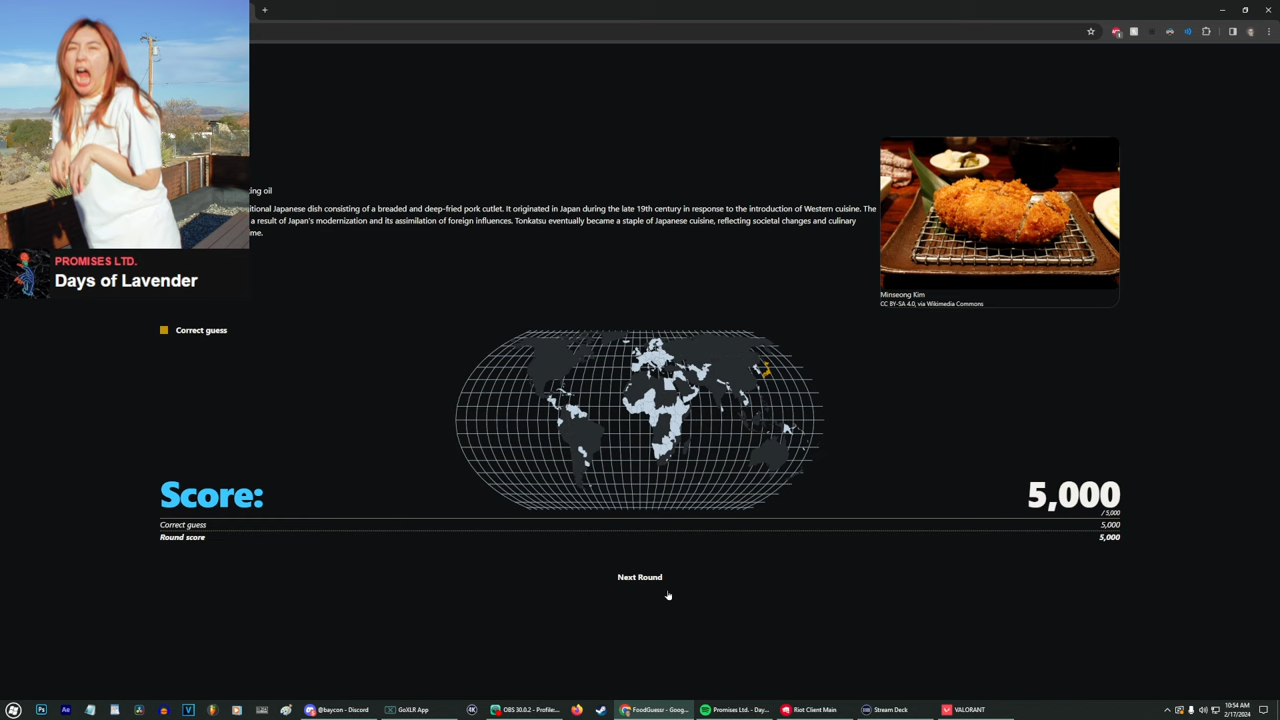 ing oil
itional Japanese dish consisting of a breaded and deep-fried pork cutlet. It originated in Japan during the late 19th century in response to the introduction of Western cuisine. The
a result of Japan's modernization and its assimilation of foreign influences. Tonkatsu eventually became a staple of Japanese cuisine, reflecting societal changes and culinary
me.
Minseong Kim
CC BY-SA 4.0, via Wikimedia Commons
PROMISES LTD.
Days of Lavender
Correct guess
Score:
5,000
/ 5,000
Correct guess
5,000
Round score
5,000
Next Round
Ps
Ae
V
@baycon - Discord
GoXLR App
OBS 30.0.2 - Profile...
FoodGuessr - Goog...
Promises Ltd. - Day...
Riot Client Main
Stream Deck
VALORANT
10:54 AM
2/17/2024